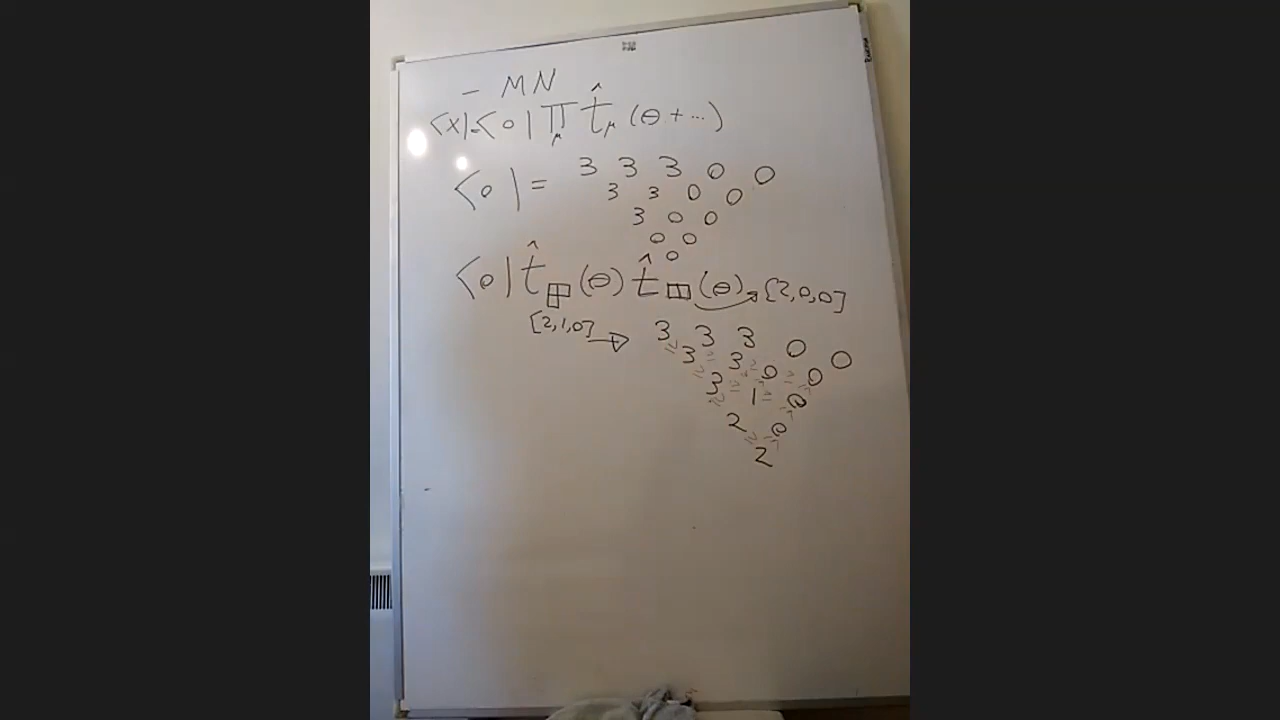 - MN
<x|=<0|∏_μ t̂_μ(θ+...)
<0|= 3 3 3 0 0
3 3 0 0
3 0 0
0 0
0
<0|t̂_⊞(θ) t̂_□□(θ) → [2,0,0]
[2,1,0] → 3 3 3 0 0
3 3 0 0
3 1 0
2 0
2